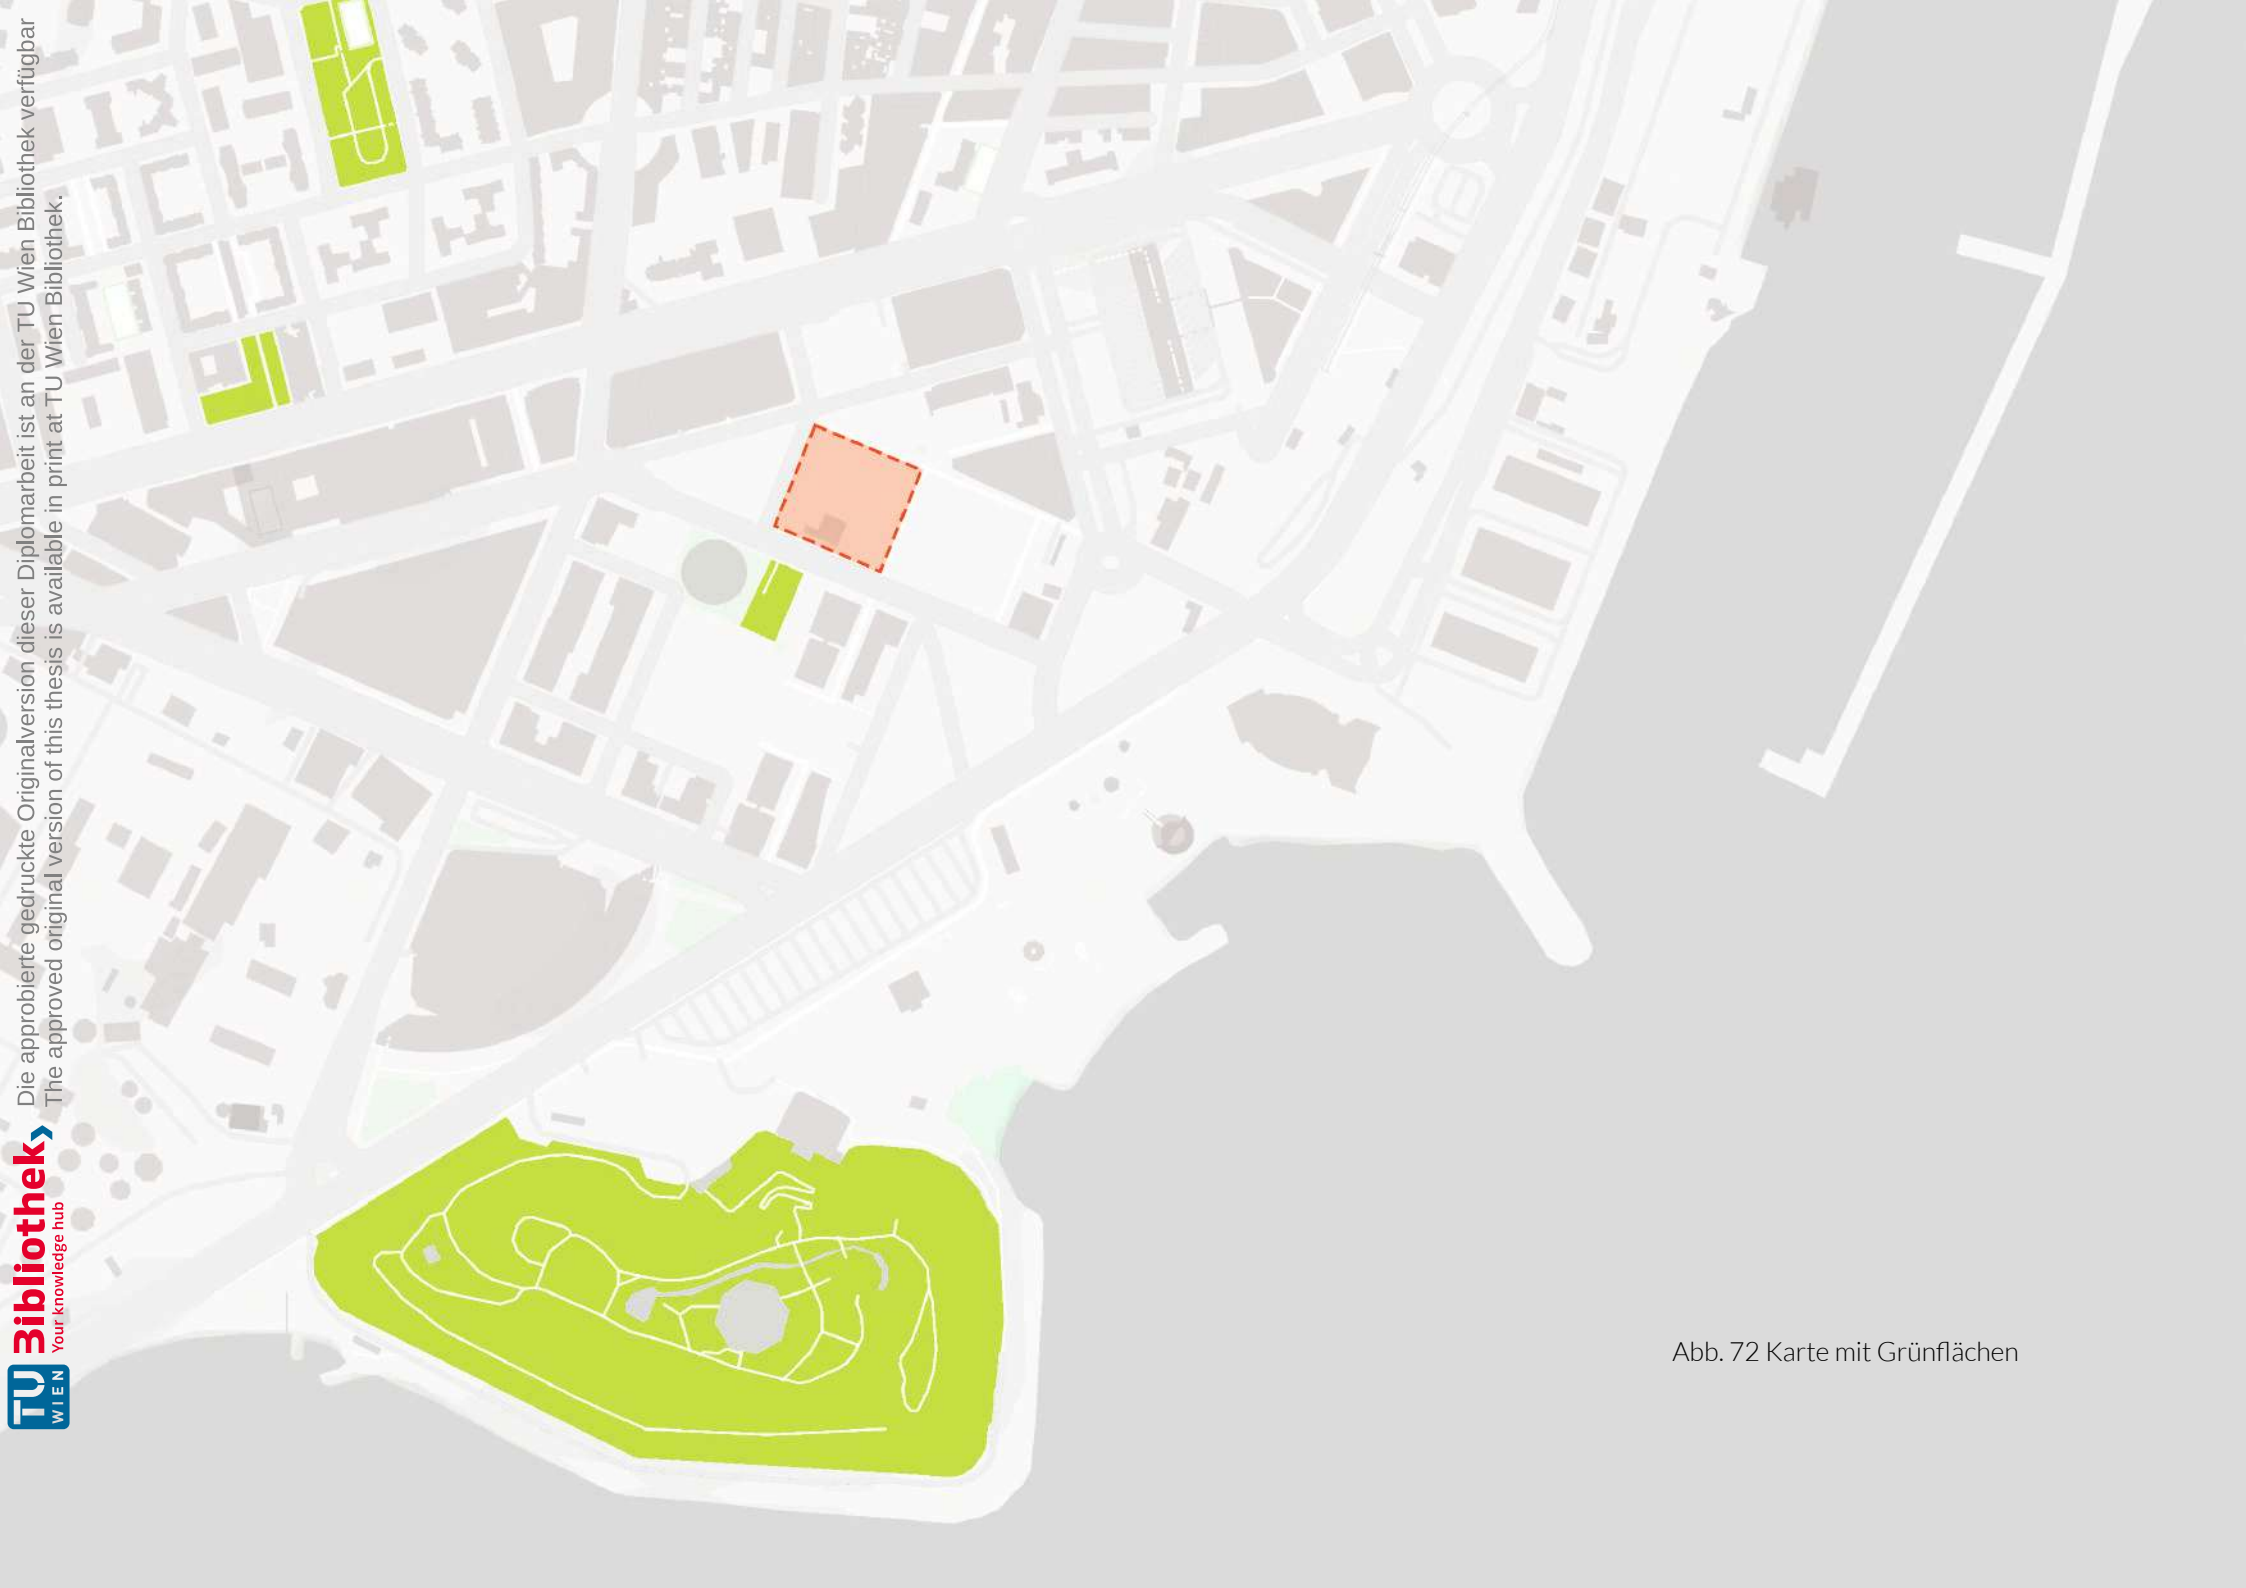 Die approbierte gedruckte Originalversion dieser Diplomarbeit ist an der TU Wien Bibliothek verfügbar
The approved original version of this thesis is available in print at TU Wien Bibliothek.
TU
WIEN
Bibliothek
Your knowledge hub
Abb. 72 Karte mit Grünflächen